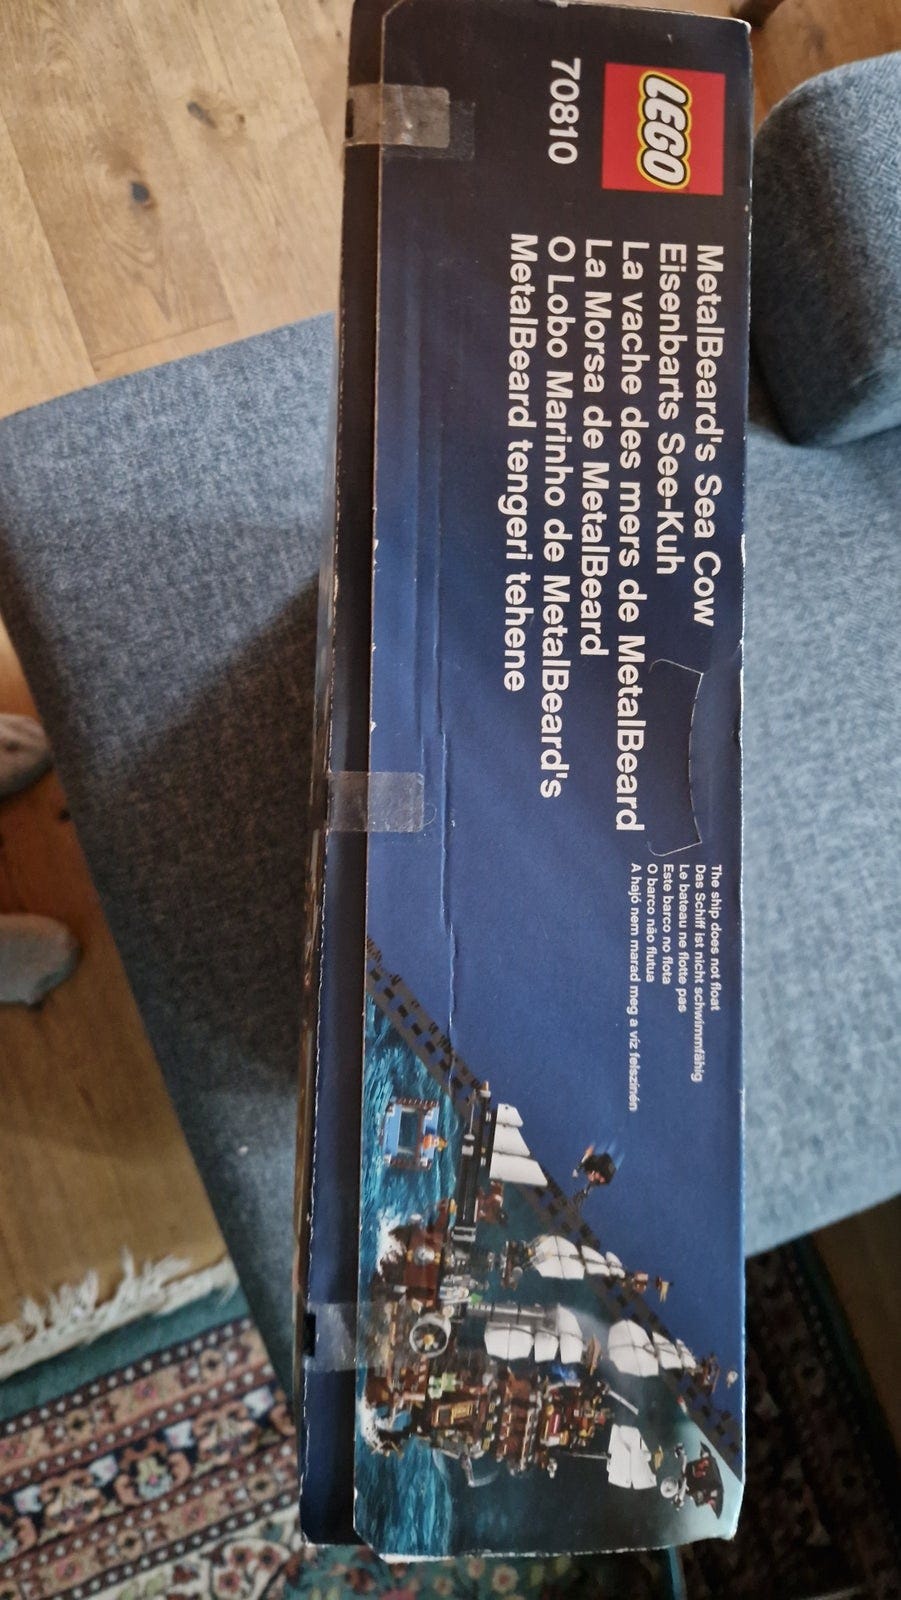 LEGO
70810
MetalBeard's Sea Cow
Eisenbarts See-Kuh
La vache des mers de MetalBeard
La Morsa de MetalBeard
O Lobo Marinho de MetalBeard's
MetalBeard tengeri tehene
The ship does not float
Das Schiff ist nicht schwimmfähig
Le bateau ne flotte pas
Este barco no flota
O barco não flutua
A hajó nem marad meg a víz felszínén